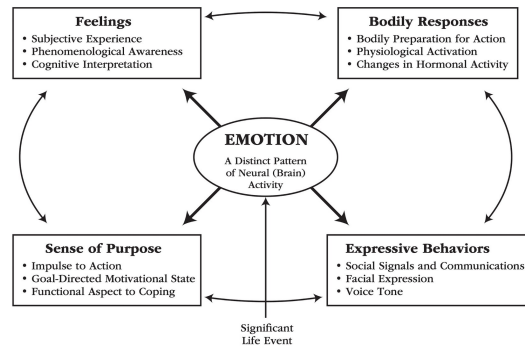 Feelings
• Subjective Experience
• Phenomenological Awareness
• Cognitive Interpretation
Bodily Responses
• Bodily Preparation for Action
• Physiological Activation
• Changes in Hormonal Activity
EMOTION
A Distinct Pattern
of Neural (Brain)
Activity
Sense of Purpose
• Impulse to Action
• Goal-Directed Motivational State
• Functional Aspect to Coping
Expressive Behaviors
• Social Signals and Communications
• Facial Expression
• Voice Tone
Significant
Life Event